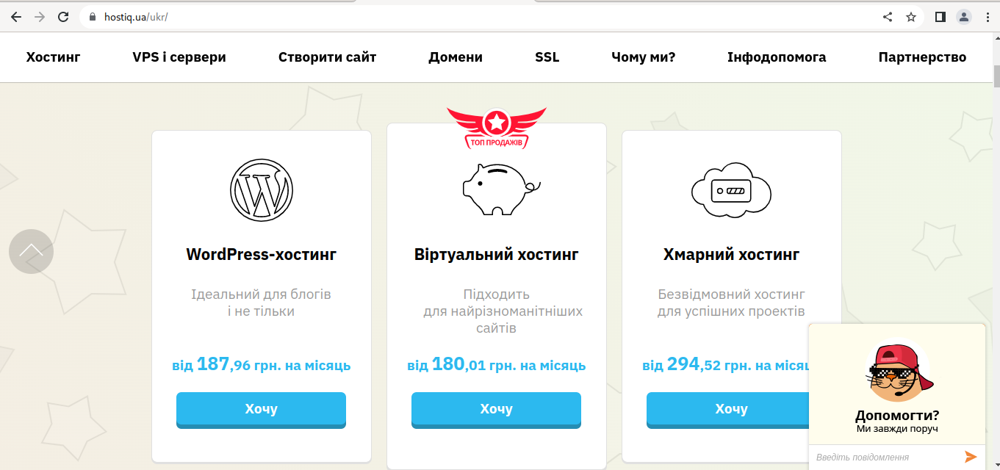 hostiq.ua/ukr/
Хостинг VPS і сервери Створити сайт Домени SSL Чому ми? Інфодопомога Партнерство
ТОП ПРОДАЖІВ
WordPress-хостинг
Ідеальний для блогів
і не тільки
від 187,96 грн. на місяць
Хочу
Віртуальний хостинг
Підходить
для найрізноманітніших
сайтів
від 180,01 грн. на місяць
Хочу
Хмарний хостинг
Безвідмовний хостинг
для успішних проектів
від 294,52 грн. на місяц
Хочу
Допомогти?
Ми завжди поруч
Введіть повідомлення